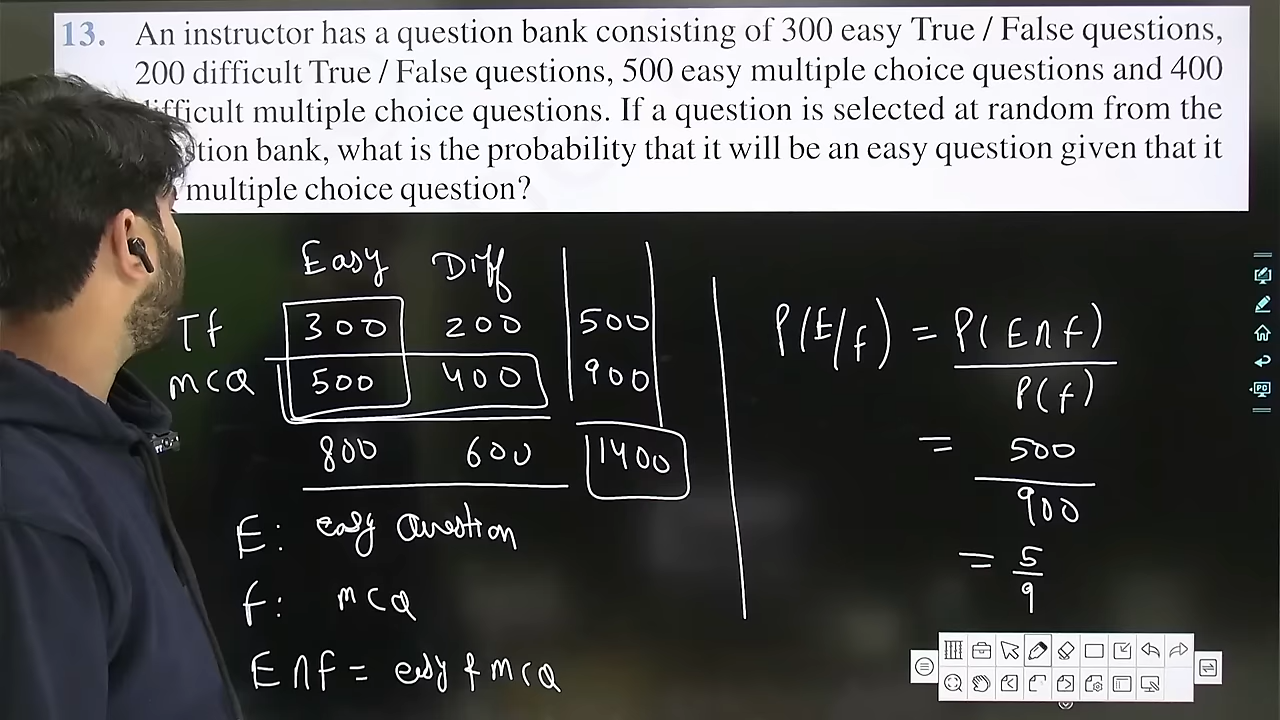 13. An instructor has a question bank consisting of 300 easy True / False questions,
200 difficult True / False questions, 500 easy multiple choice questions and 400
difficult multiple choice questions. If a question is selected at random from the
tion bank, what is the probability that it will be an easy question given that it
multiple choice question?
Easy Diff
Tf 300 200 500
mcQ 500 400 900
800 600 1400
E: easy Question
f: mcQ
E∩f = easy & mcQ
P(E/f) = P(E∩f)
P(f)
= 500
900
= 5
9
PD